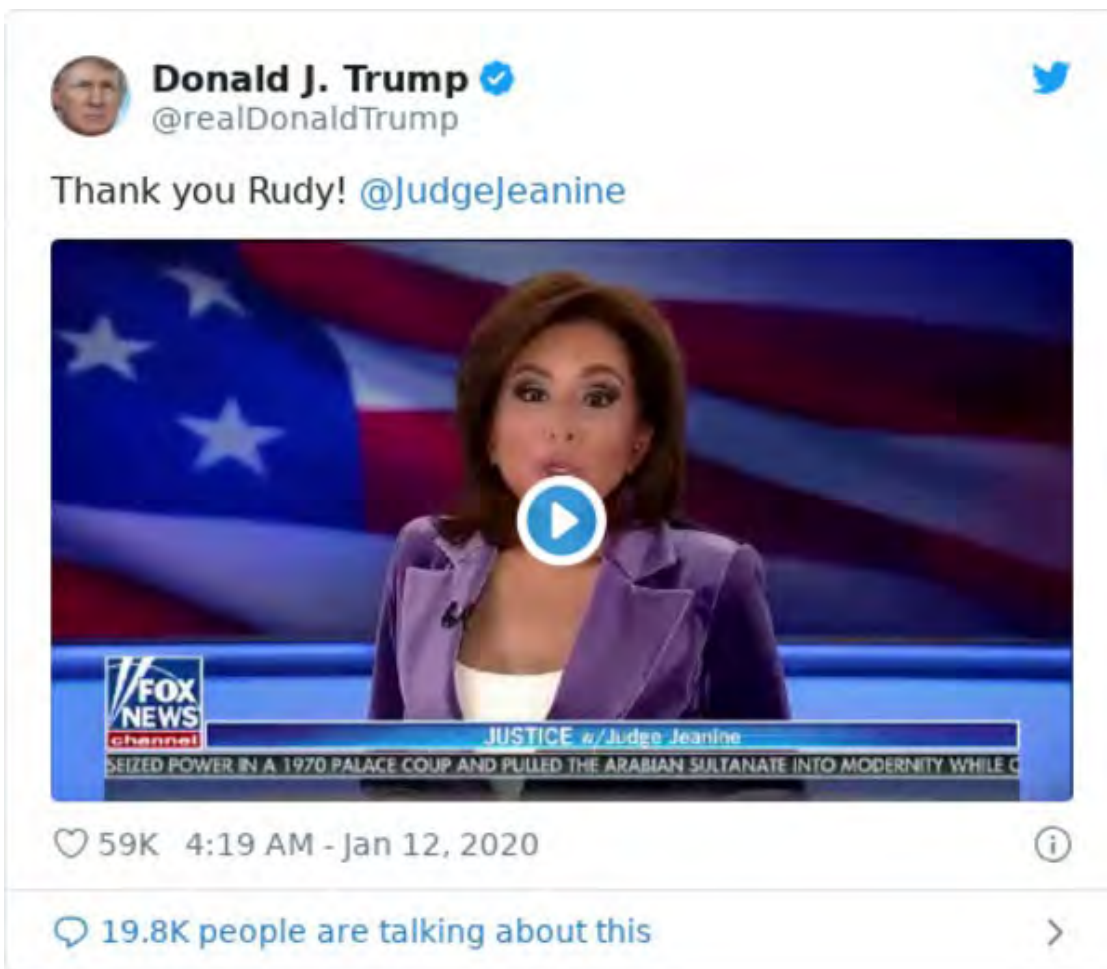 Donald J. Trump
@realDonaldTrump
Thank you Rudy! @JudgeJeanine
FOX
NEWS
channel
JUSTICE w/Judge Jeanine
SEIZED POWER IN A 1970 PALACE COUP AND PULLED THE ARABIAN SULTANATE INTO MODERNITY WHILE
59K 4:19 AM - Jan 12, 2020
19.8K people are talking about this